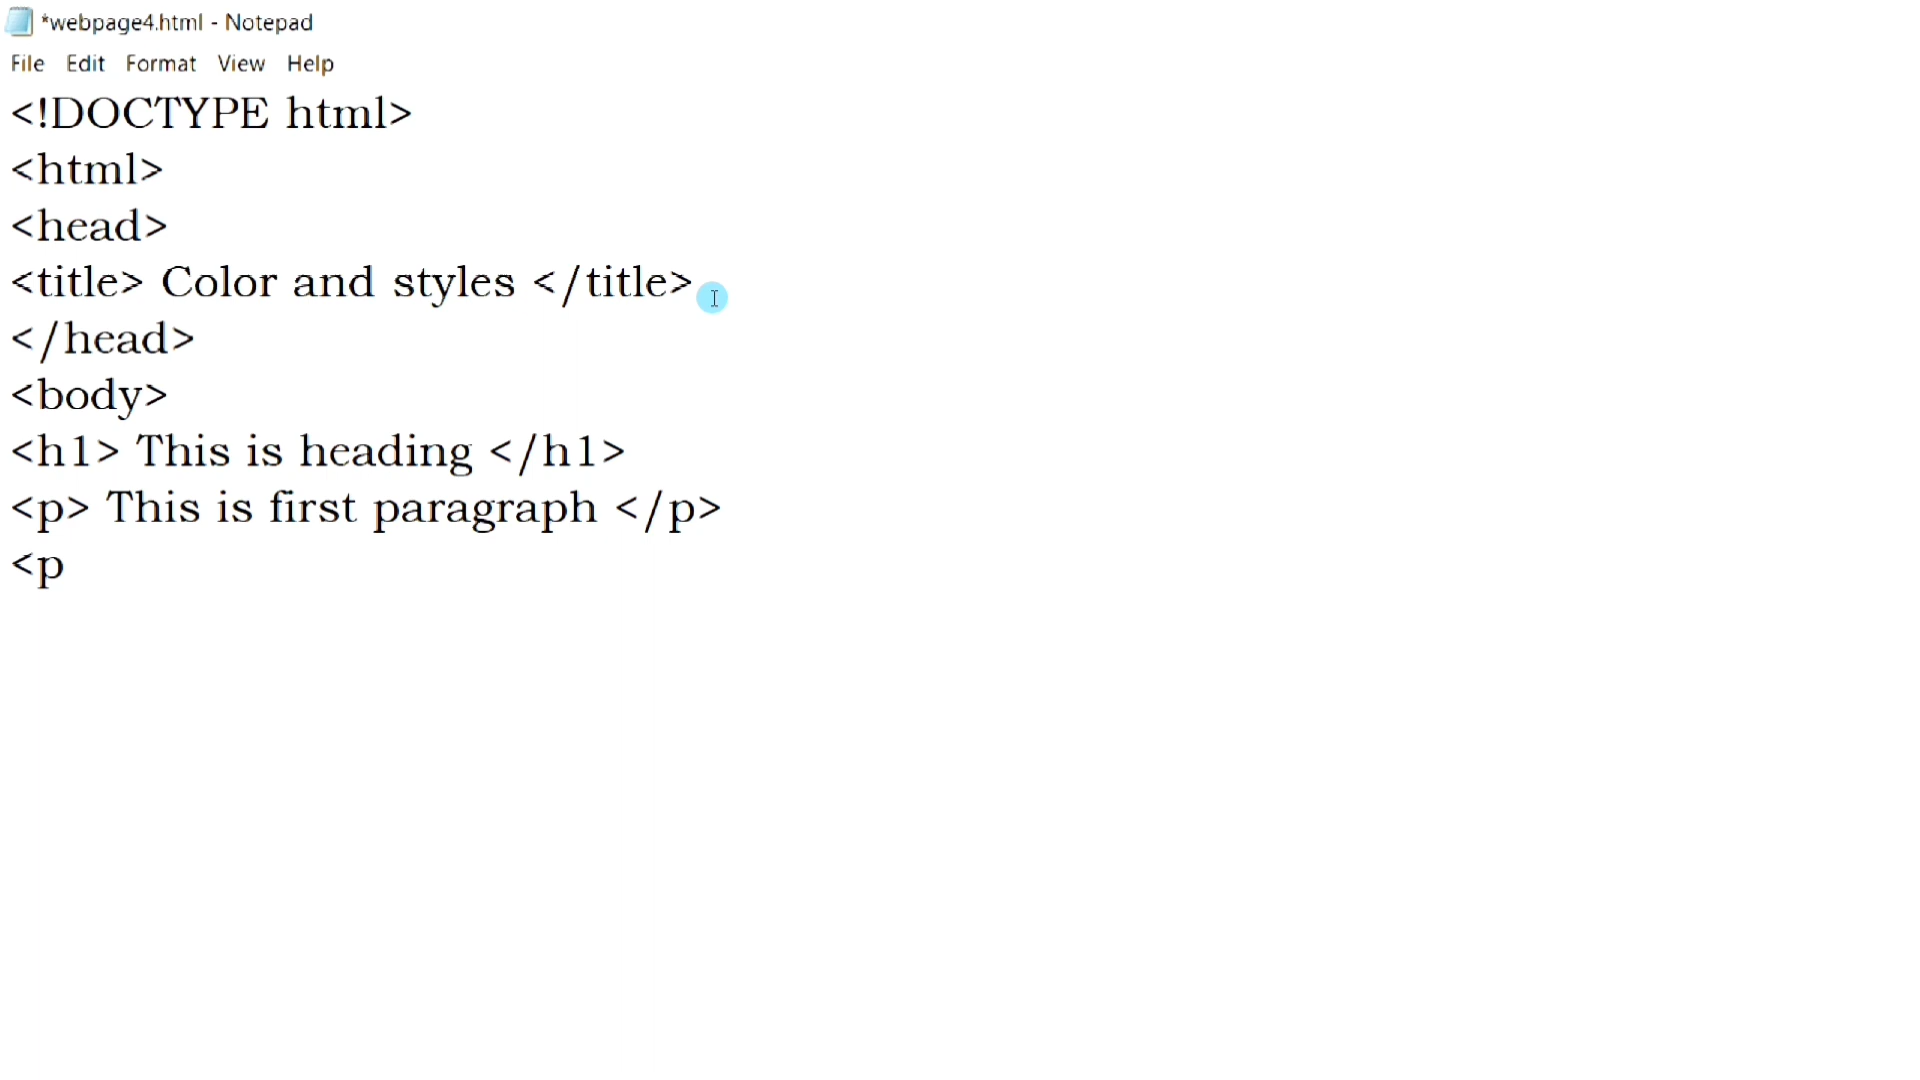 *webpage4.html - Notepad
File Edit Format View Help
<!DOCTYPE html>
<html>
<head>
<title> Color and styles </title>
</head>
<body>
<h1> This is heading </h1>
<p> This is first paragraph </p>
<p